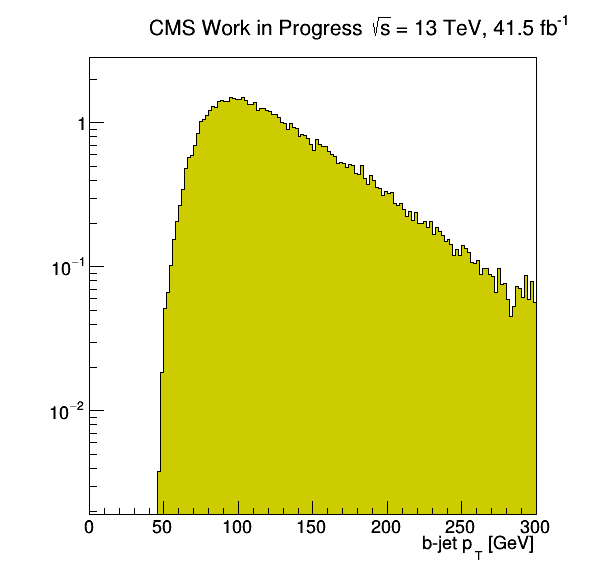 CMS Work in Progress √s = 13 TeV, 41.5 fb⁻¹
1
10⁻¹
10⁻²
0 50 100 150 200 250 300
b-jet p_T [GeV]